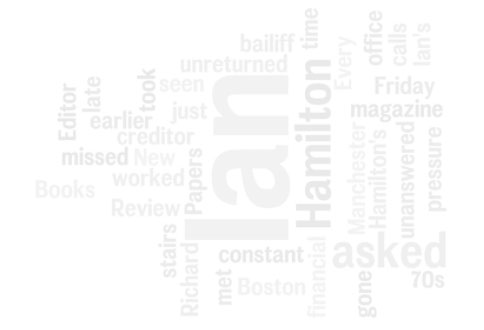 bailiff
time
office
calls
Ian's
Every
unreturned
seen
took
late
Editor
earlier
just
creditor
missed
New
worked
Papers
Books
Review
Ian
Hamilton
Friday
magazine
Manchester
Hamilton's
unanswered
pressure
stairs
Richard
met
constant
Boston
financial
asked
gone
70s